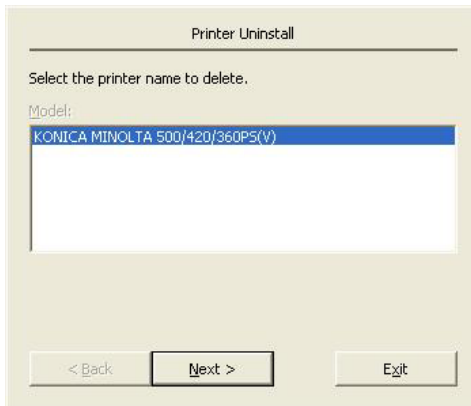 Printer Uninstall
Select the printer name to delete.
Model:
KONICA MINOLTA 500/420/360PS(V)
< Back Next > Exit